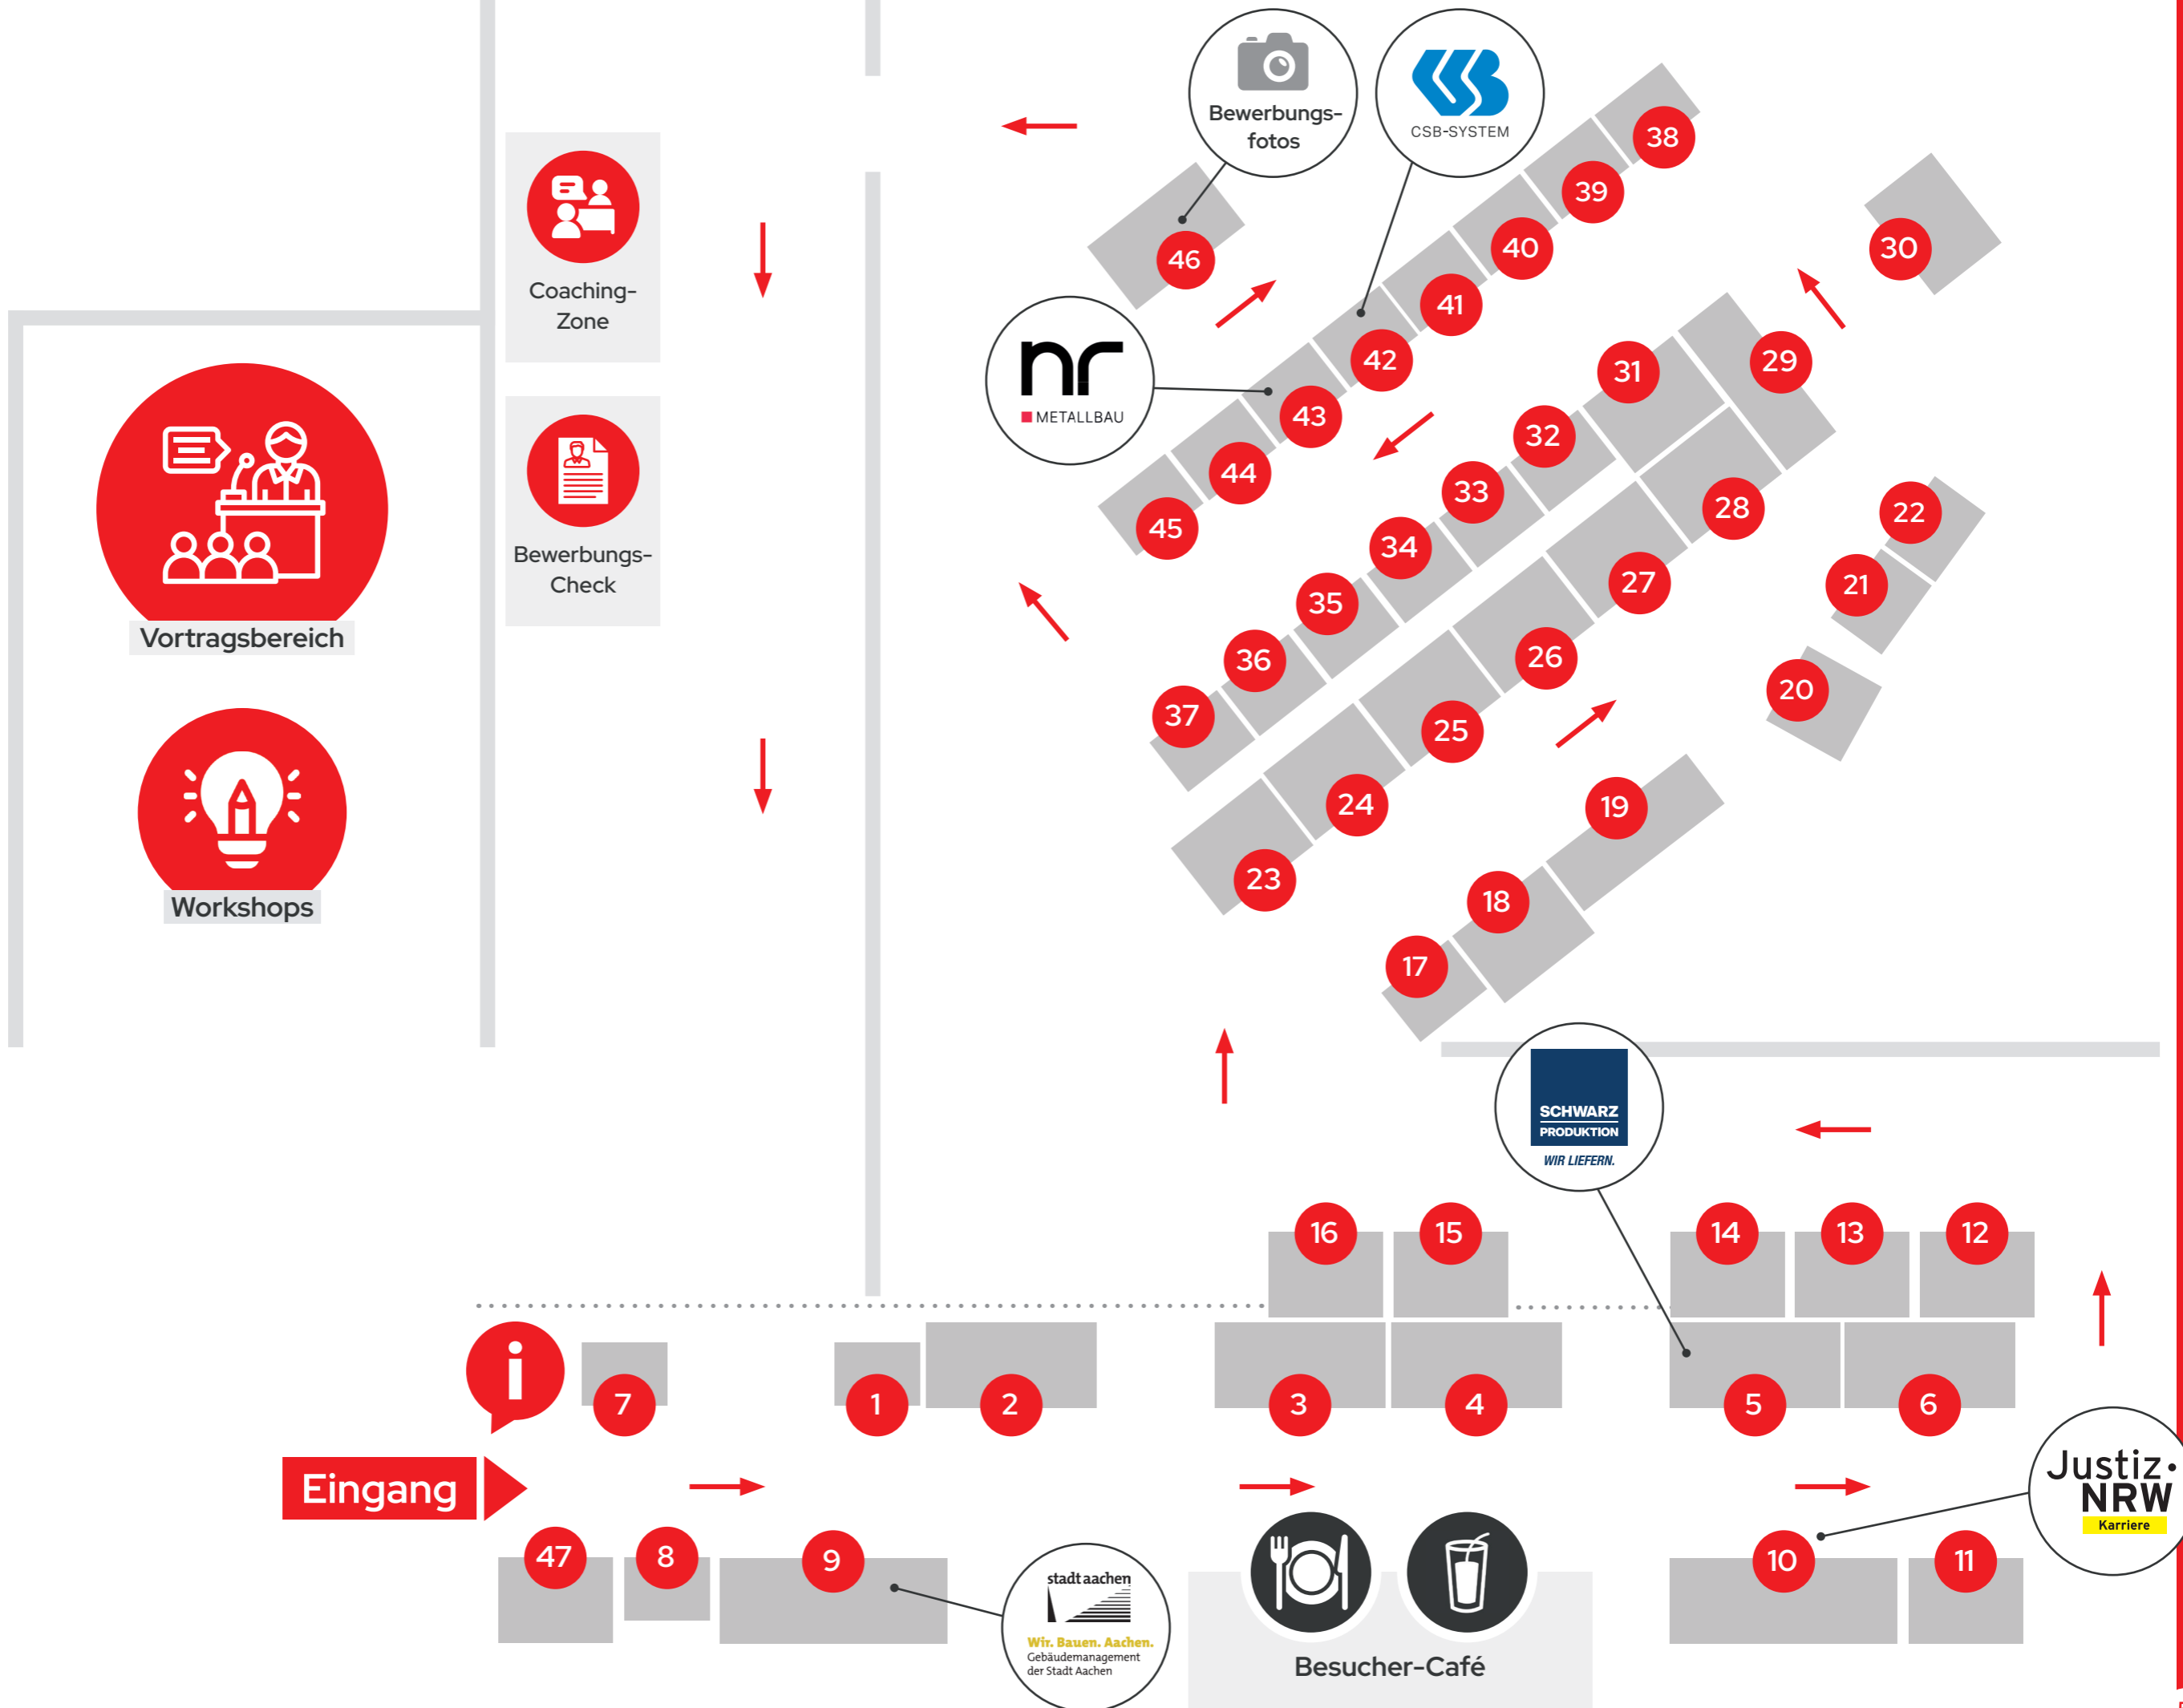 Bewerbungs-
fotos
CSB-SYSTEM
38
39
40
41
42
43
44
45
46
30
nr
METALLBAU
Coaching-
Zone
Bewerbungs-
Check
Vortragsbereich
Workshops
29
31
32
33
34
35
36
37
28
27
26
25
24
23
22
21
20
19
18
17
SCHWARZ
PRODUKTION
WIR LIEFERN.
16
15
14
13
12
i
7
1
2
3
4
5
6
Eingang
Justiz
NRW
Karriere
47
8
9
10
11
stadt aachen
Wir. Bauen. Aachen.
Gebäudemanagement
der Stadt Aachen
Besucher-Café